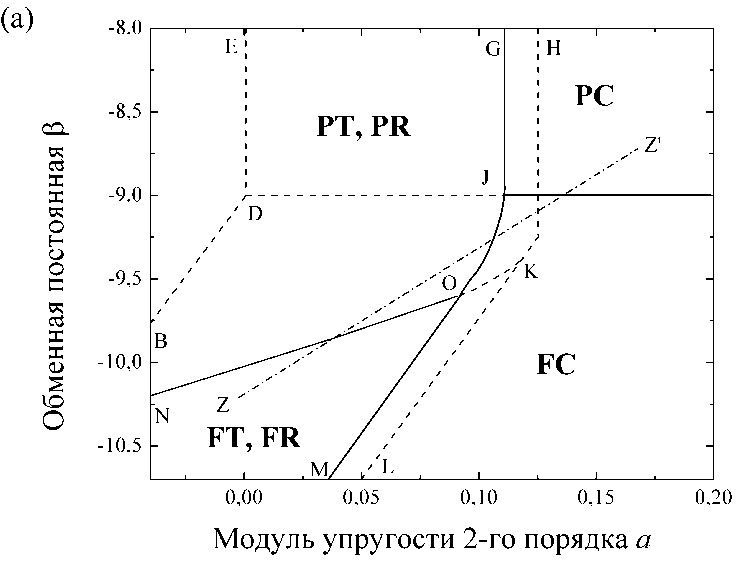 (a)
-8.0
-8,5
-9.0
-9.5
-10.0
-10.5
Обменная постоянная β
E
G
H
PC
PT, PR
Z'
J
D
K
O
B
N
Z
FC
FT, FR
M
L
0,00
0,05
0,10
0,15
0,20
Модуль упругости 2-го порядка a